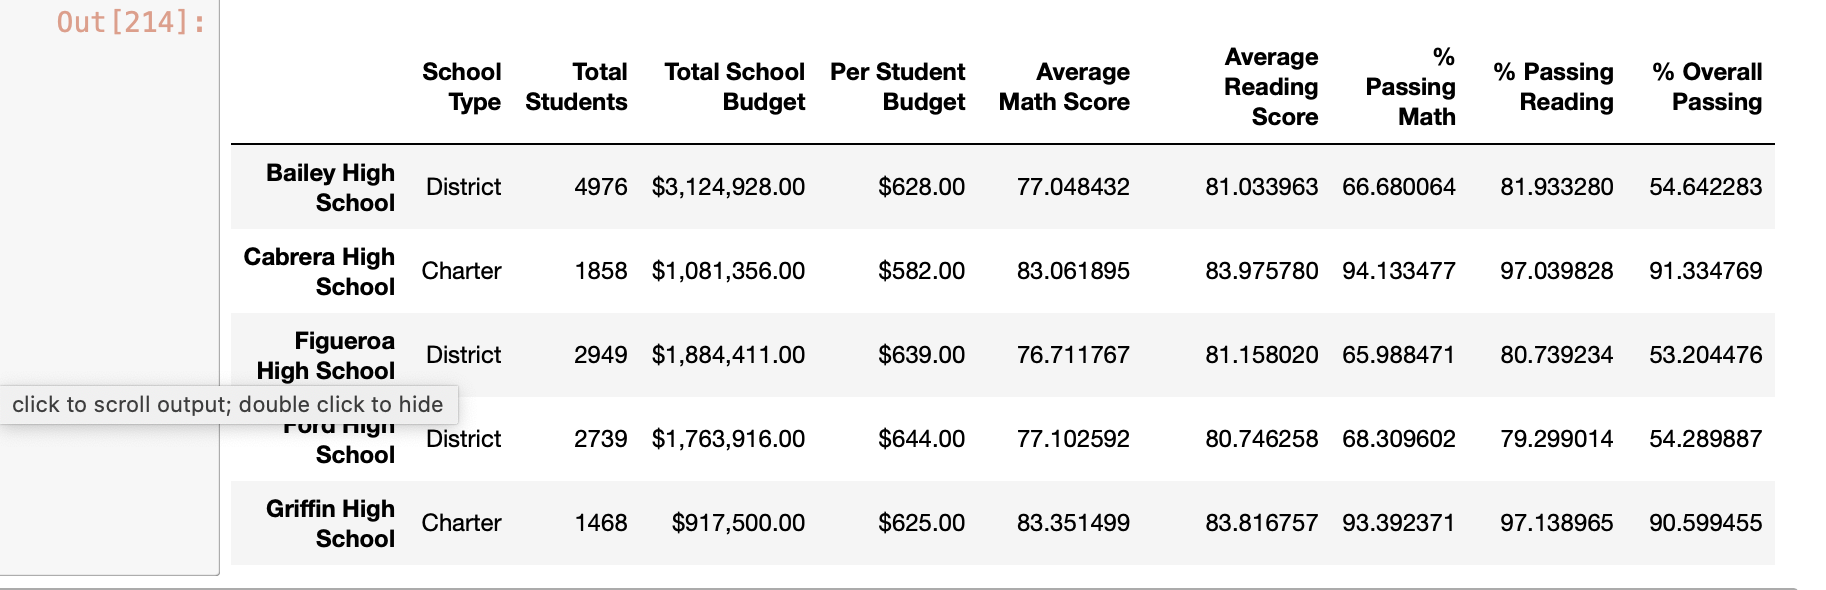 Out[214]:
School Type Total Students Total School Budget Per Student Budget Average Math Score Average Reading Score % Passing Math % Passing Reading % Overall Passing
Bailey High School District 4976 $3,124,928.00 $628.00 77.048432 81.033963 66.680064 81.933280 54.642283
Cabrera High School Charter 1858 $1,081,356.00 $582.00 83.061895 83.975780 94.133477 97.039828 91.334769
Figueroa High School District 2949 $1,884,411.00 $639.00 76.711767 81.158020 65.988471 80.739234 53.204476
click to scroll output; double click to hide
Ford High School District 2739 $1,763,916.00 $644.00 77.102592 80.746258 68.309602 79.299014 54.289887
Griffin High School Charter 1468 $917,500.00 $625.00 83.351499 83.816757 93.392371 97.138965 90.599455